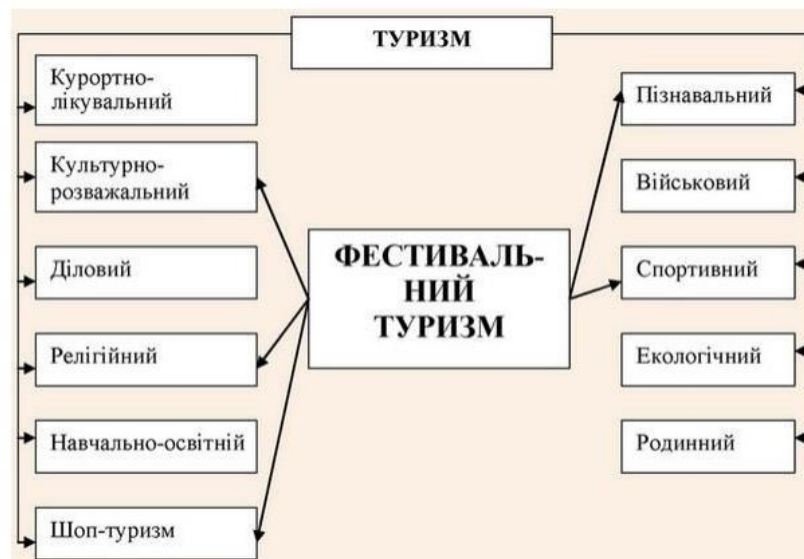 ТУРИЗМ
Курортно-
лікувальний
Культурно-
розважальний
Діловий
Релігійний
Навчально-освітній
Шоп-туризм
ФЕСТИВАЛЬ-
НИЙ
ТУРИЗМ
Пізнавальний
Військовий
Спортивний
Екологічний
Родинний